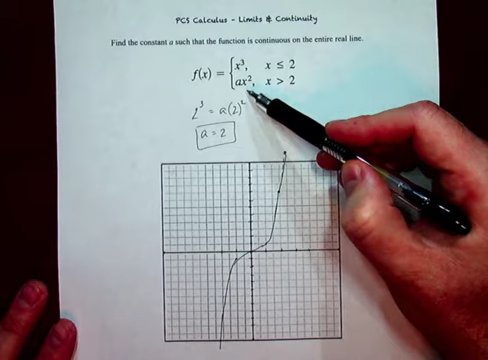 PCS Calculus - Limits & Continuity
Find the constant a such that the function is continuous on the entire real line.
f(x) = { x³, x ≤ 2
ax², x > 2
2³ = a(2)²
a = 2